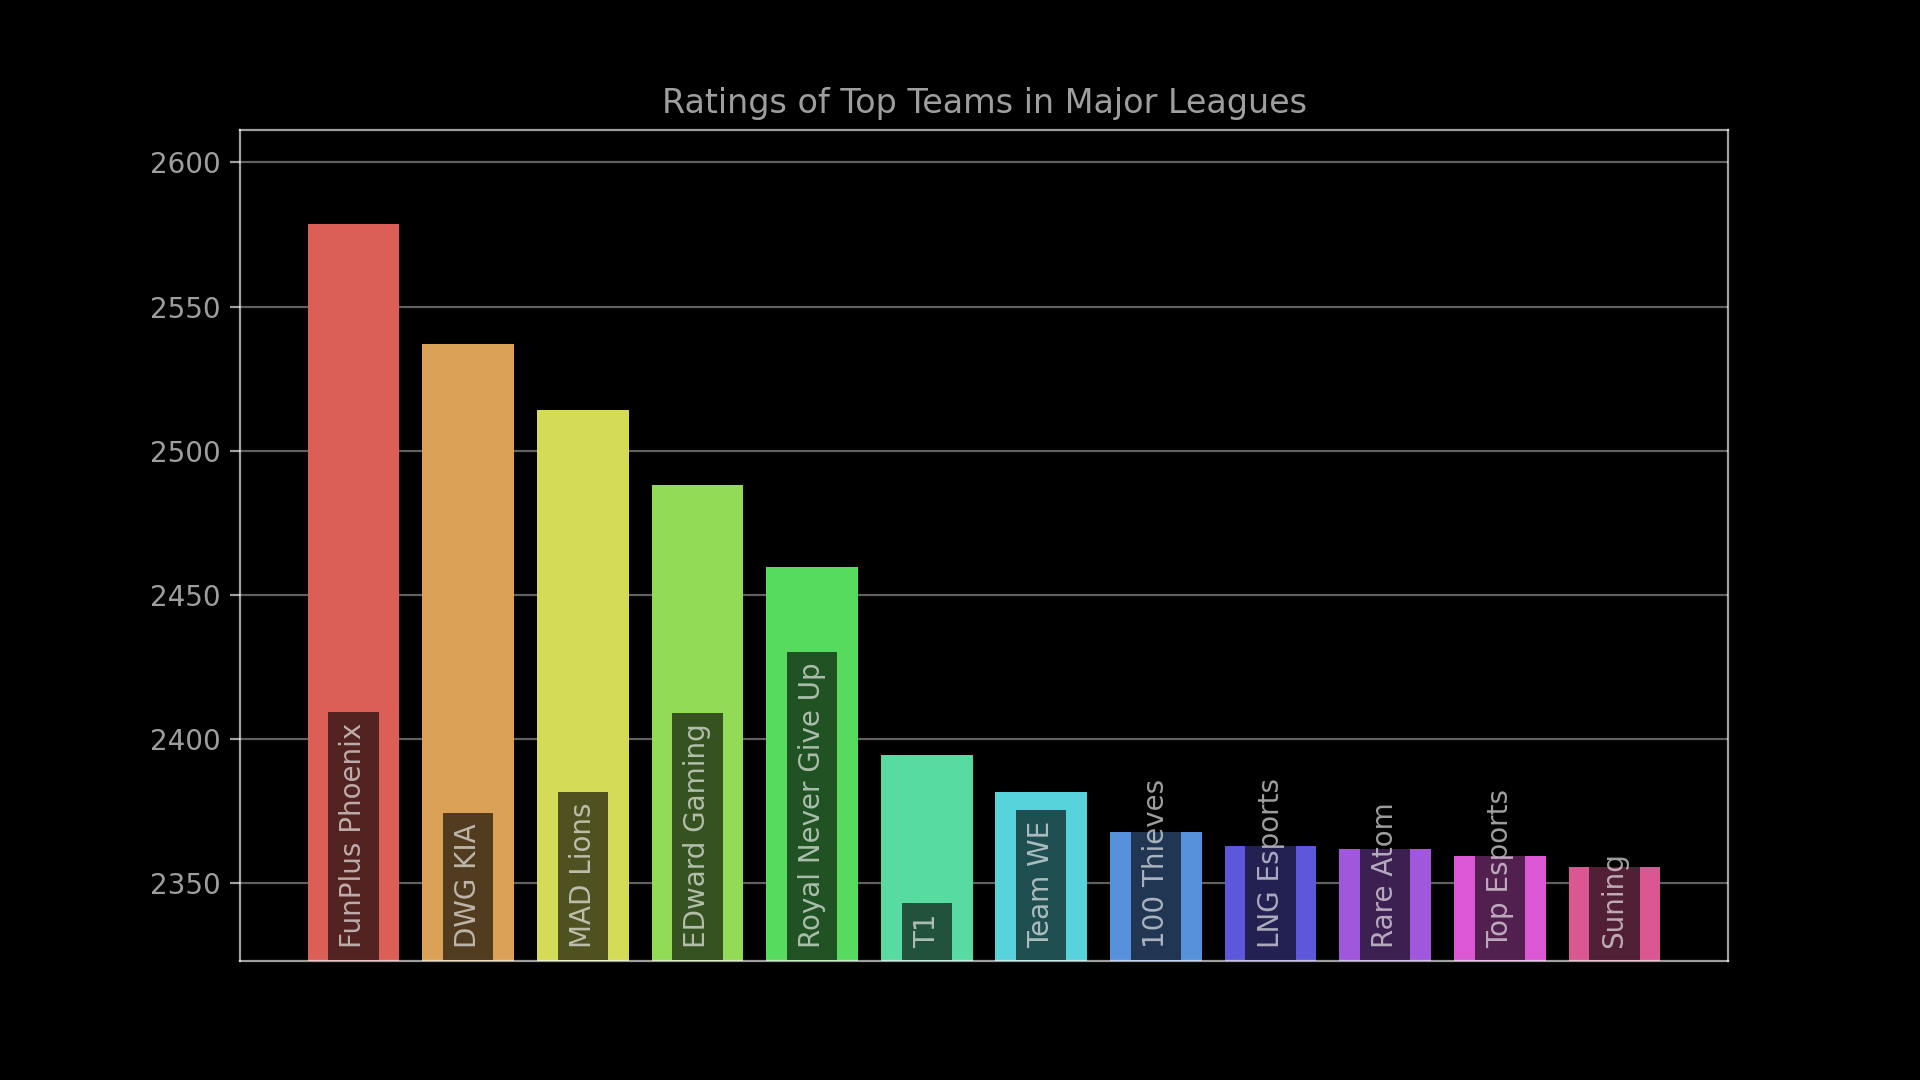 Ratings of Top Teams in Major Leagues
2600
2550
2500
2450
2400
2350
FunPlus Phoenix
DWG KIA
MAD Lions
EDward Gaming
Royal Never Give Up
T1
Team WE
100 Thieves
LNG Esports
Rare Atom
Top Esports
Suning